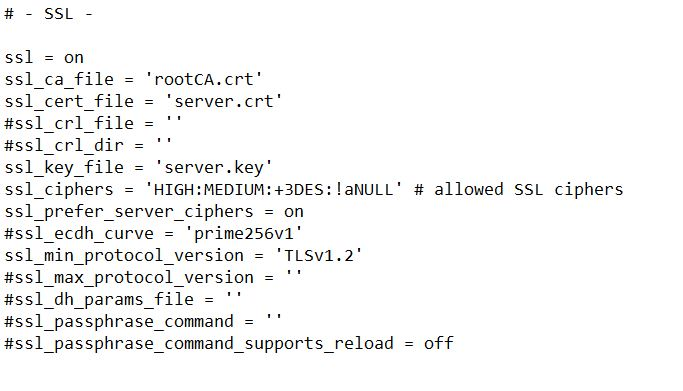 # - SSL -
ssl = on
ssl_ca_file = 'rootCA.crt'
ssl_cert_file = 'server.crt'
#ssl_crl_file = ''
#ssl_crl_dir = ''
ssl_key_file = 'server.key'
ssl_ciphers = 'HIGH:MEDIUM:+3DES:!aNULL' # allowed SSL ciphers
ssl_prefer_server_ciphers = on
#ssl_ecdh_curve = 'prime256v1'
ssl_min_protocol_version = 'TLSv1.2'
#ssl_max_protocol_version = ''
#ssl_dh_params_file = ''
#ssl_passphrase_command = ''
#ssl_passphrase_command_supports_reload = off